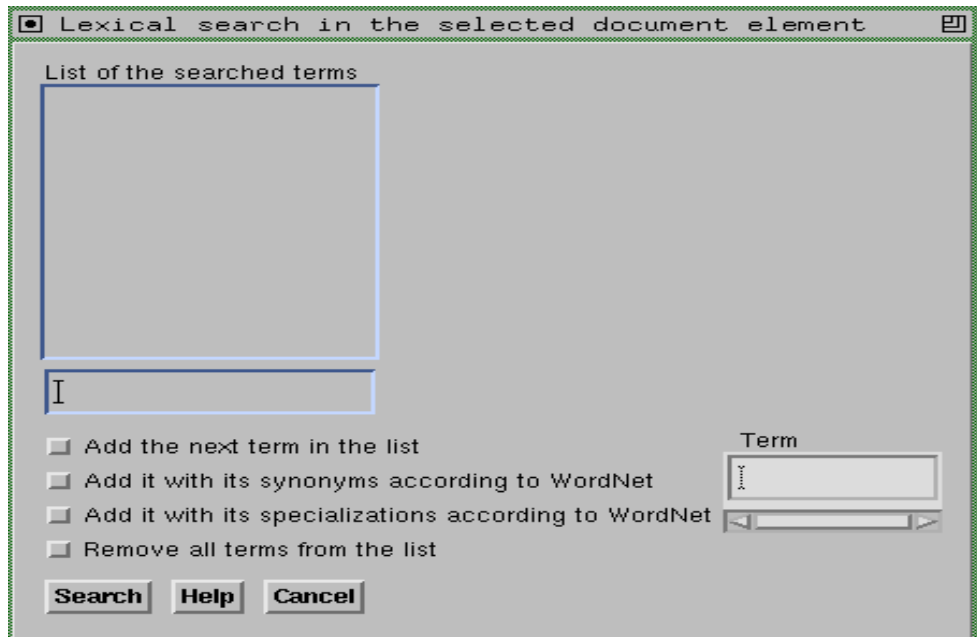 Lexical search in the selected document element
List of the searched terms
Add the next term in the list
Term
Add it with its synonyms according to WordNet
Add it with its specializations according to WordNet
Remove all terms from the list
Search Help Cancel